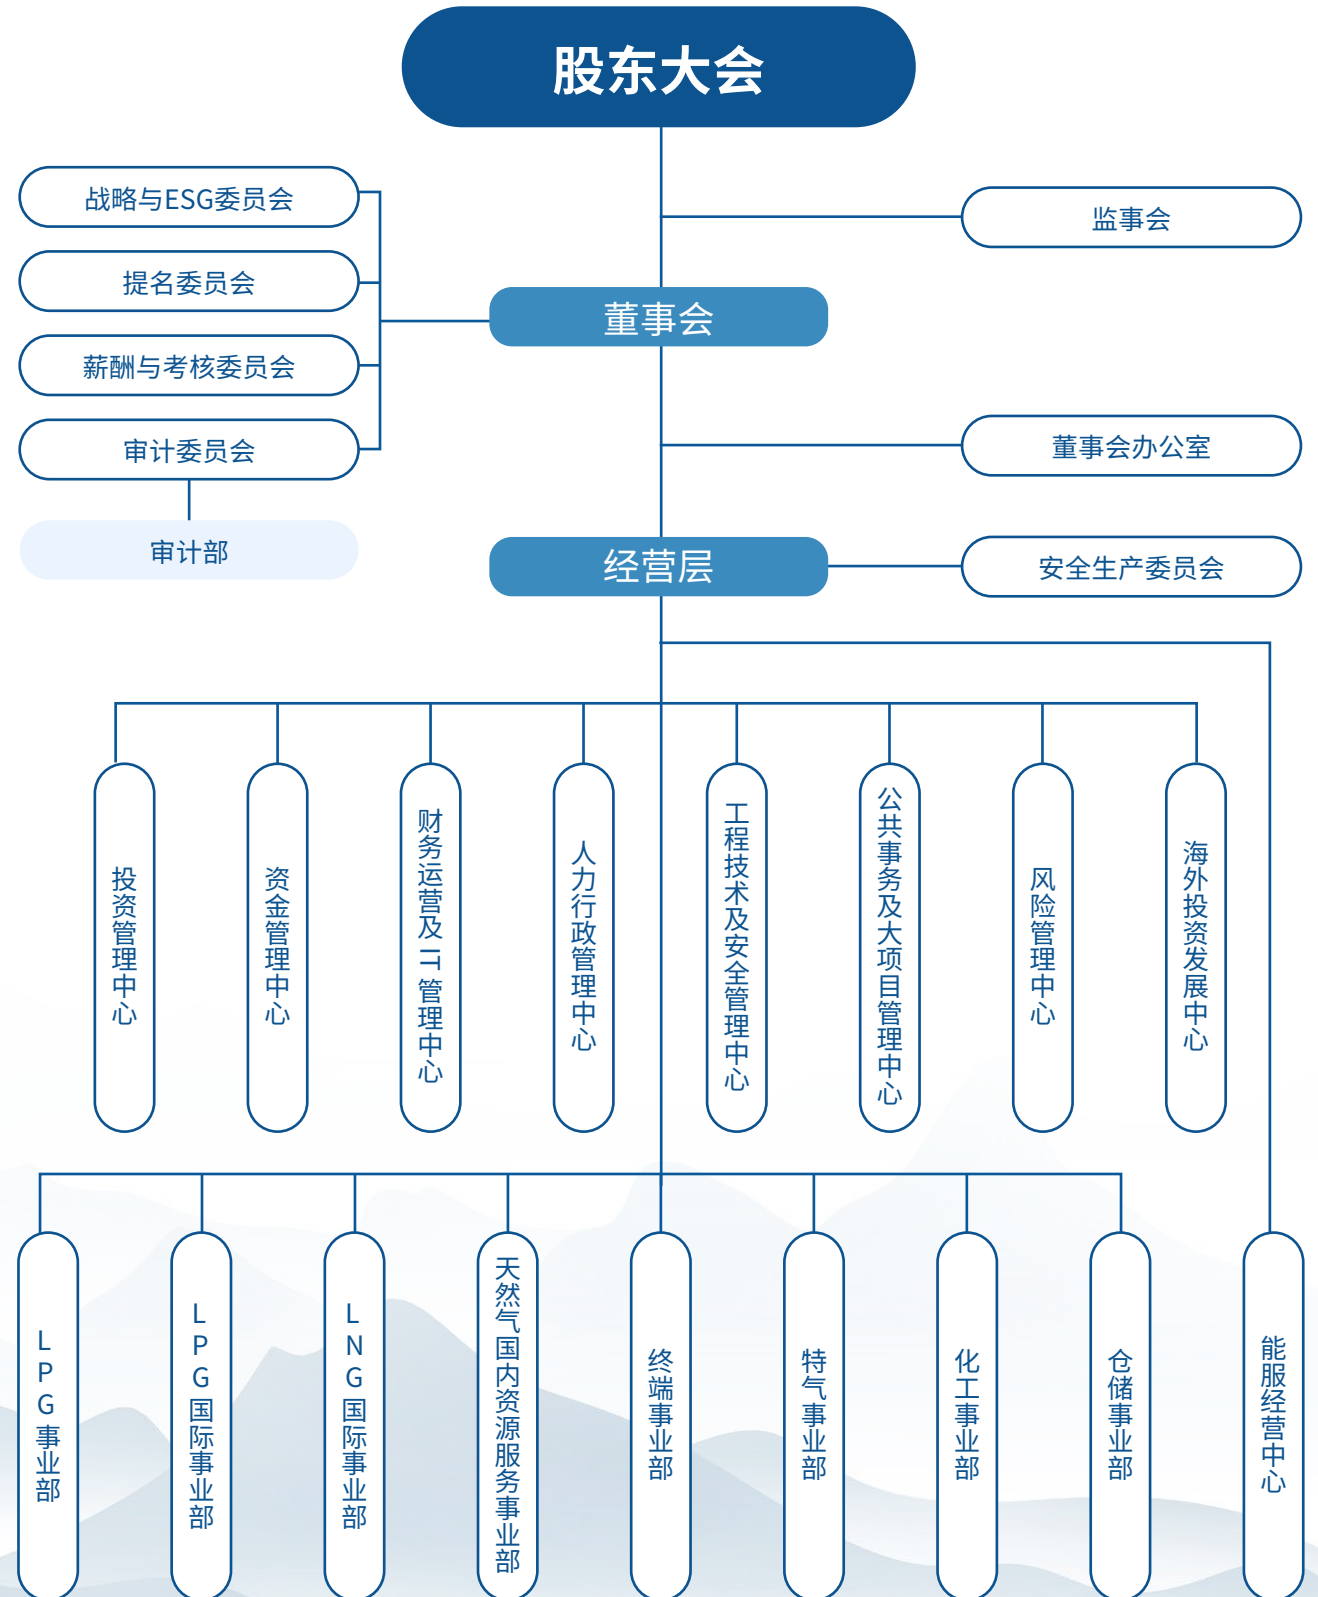 股东大会
战略与ESG委员会
监事会
提名委员会
董事会
薪酬与考核委员会
审计委员会
董事会办公室
审计部
经营层
安全生产委员会
投资管理中心
资金管理中心
财务运营及IT管理中心
人力行政管理中心
工程技术及安全管理中心
公共事务及大项目管理中心
风险管理中心
海外投资发展中心
LPG事业部
LPG国际事业部
LNG国际事业部
天然气国内资源服务事业部
终端事业部
特气事业部
化工事业部
仓储事业部
能服经营中心